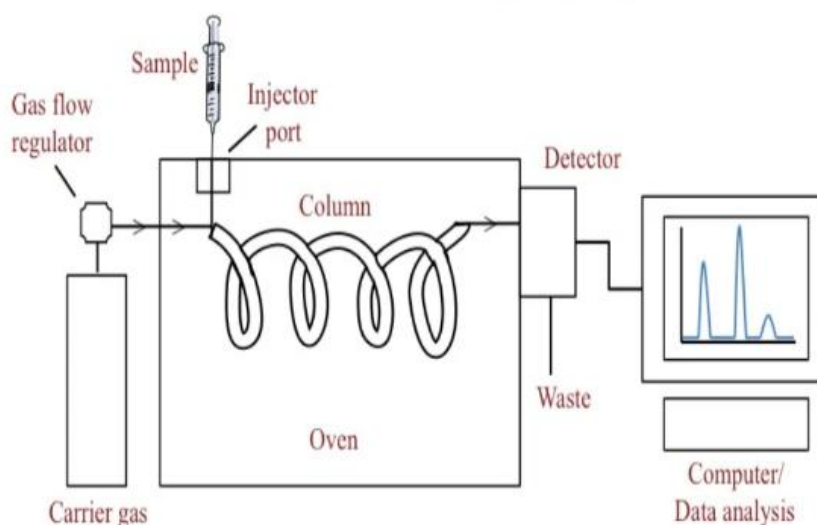 Sample
Gas flow
regulator
Injector
port
Detector
Column
Oven
Waste
Carrier gas
Computer/
Data analysis